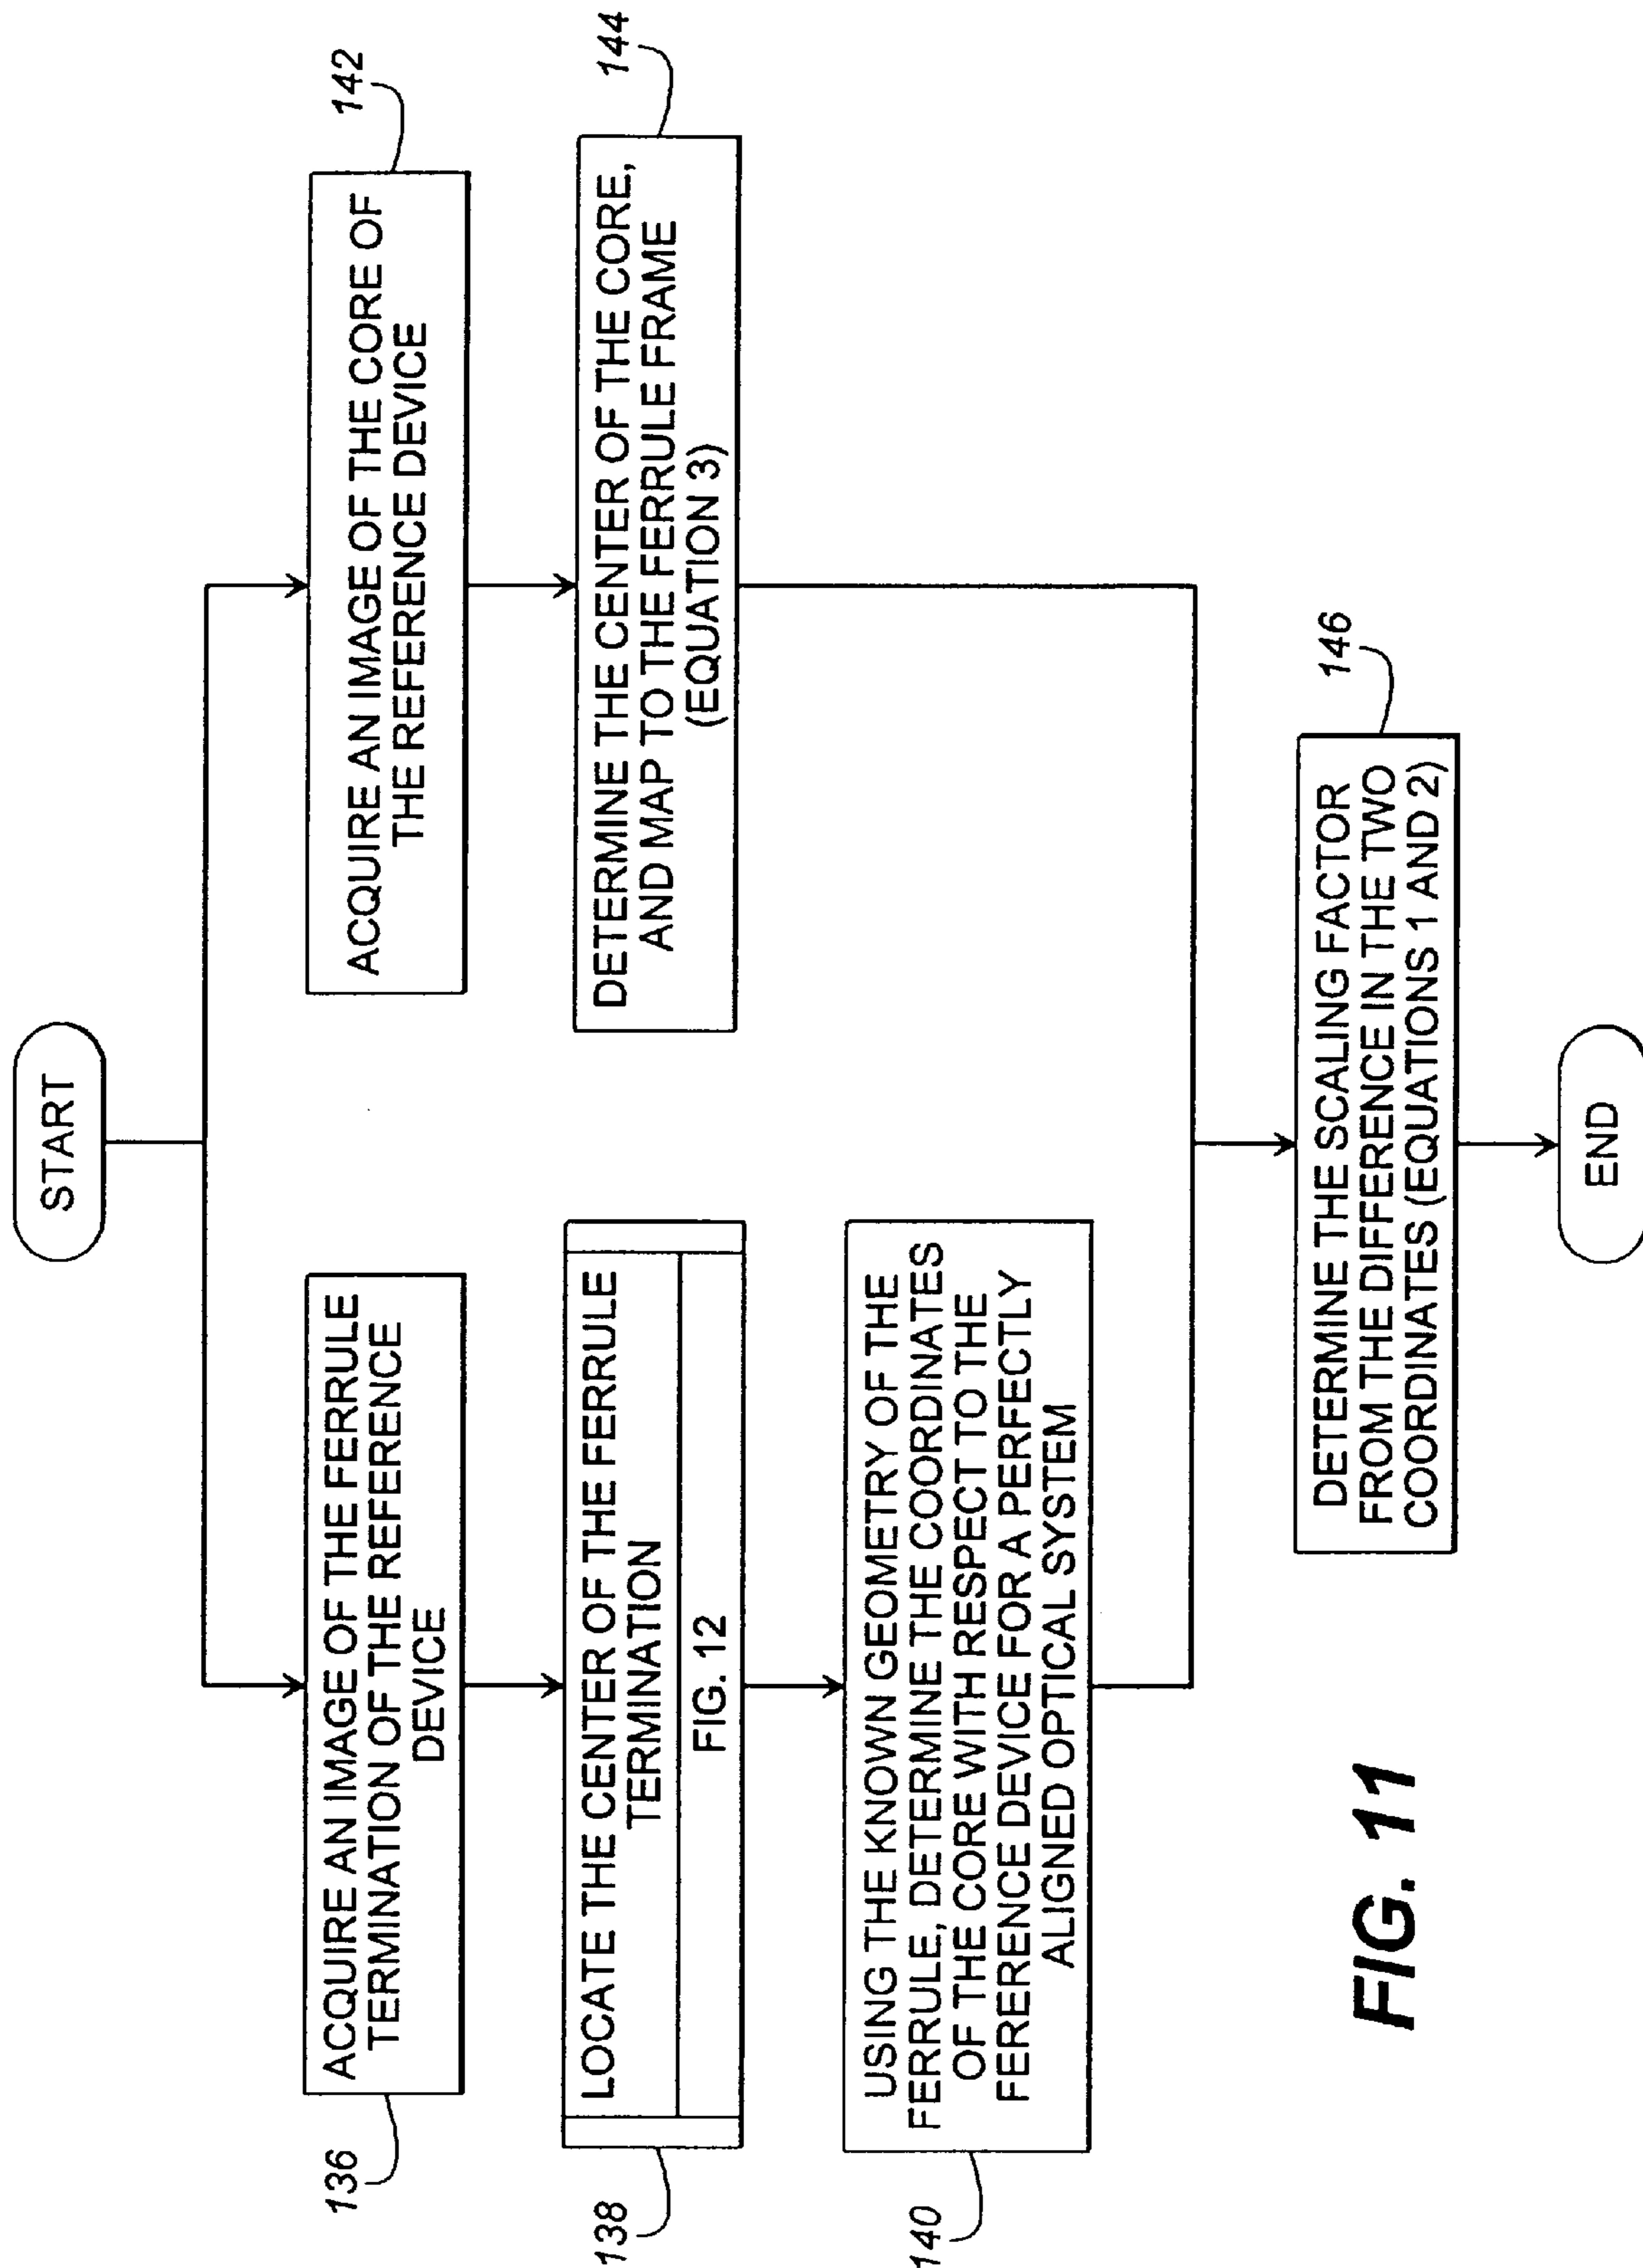 START
136
ACQUIRE AN IMAGE OF THE FERRULE
TERMINATION OF THE REFERENCE
DEVICE
138
LOCATE THE CENTER OF THE FERRULE
TERMINATION
FIG. 12
140
USING THE KNOWN GEOMETRY OF THE
FERRULE, DETERMINE THE COORDINATES
OF THE CORE WITH RESPECT TO THE
FERERENCE DEVICE FOR A PERFECTLY
ALIGNED OPTICAL SYSTEM
142
ACQUIRE AN IMAGE OF THE CORE OF
THE REFERENCE DEVICE
144
DETERMINE THE CENTER OF THE CORE,
AND MAP TO THE FERRULE FRAME
(EQUATION 3)
146
DETERMINE THE SCALING FACTOR
FROM THE DIFFERENCE IN THE TWO
COORDINATES (EQUATIONS 1 AND 2)
END
FIG. 11